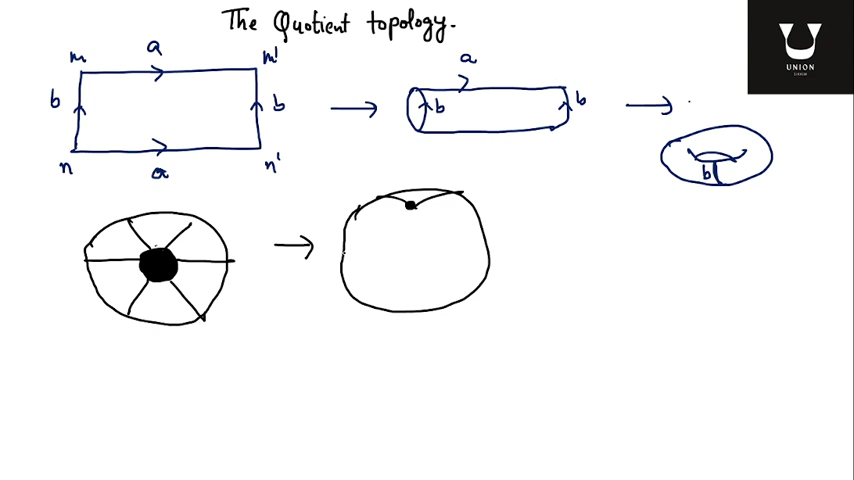 The Quotient topology.
m a m'
b b
n a n'
a
b b
b
UNION